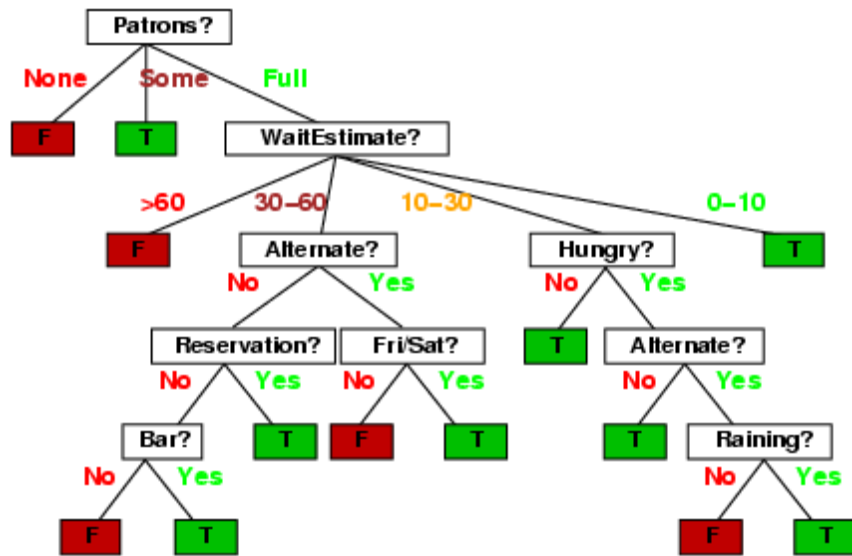 Patrons?
None Some Full
F T WaitEstimate?
>60 30–60 10–30 0–10
F Alternate? Hungry? T
No Yes No Yes
Reservation? Fri/Sat? T Alternate?
No Yes No Yes No Yes
Bar? T F T T Raining?
No Yes No Yes
F T F T